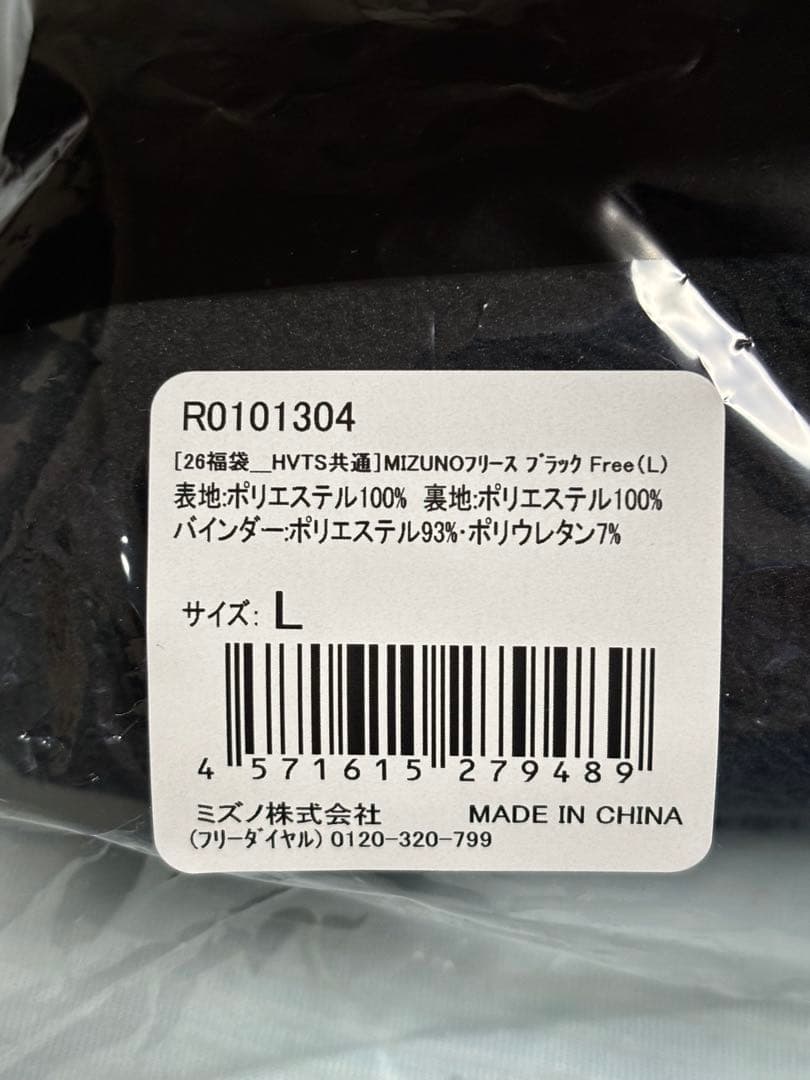 R0101304
[26福袋__HVTS共通]MIZUNOフリース ブラック Free(L)
表地:ポリエステル100% 裏地:ポリエステル100%
バインダー:ポリエステル93%・ポリウレタン7%
サイズ: L
4 571615 279489
ミズノ株式会社 MADE IN CHINA
(フリーダイヤル) 0120-320-799